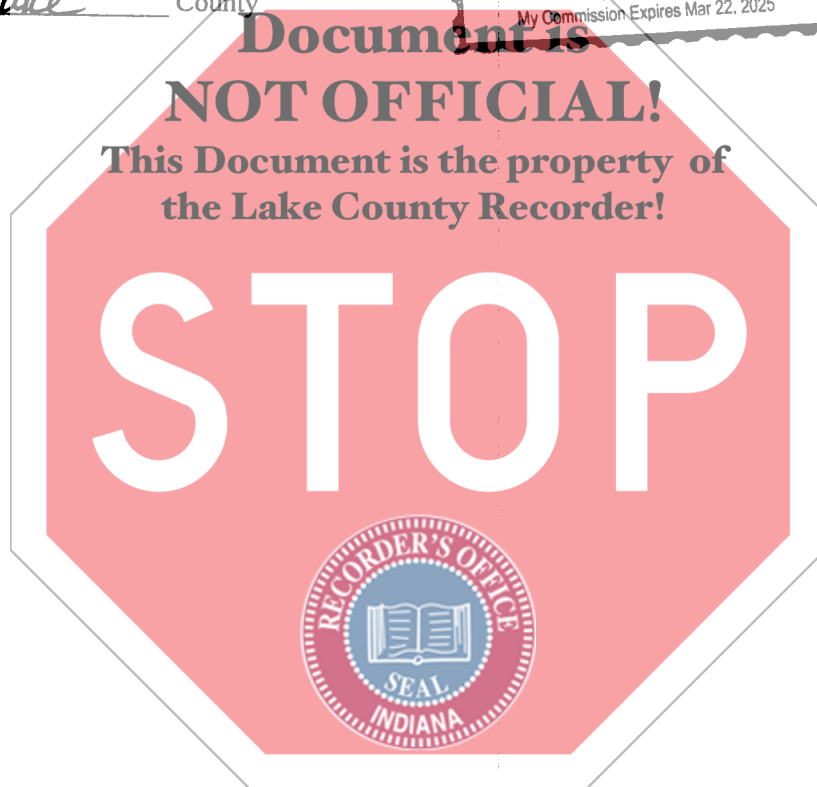 County
My Commission Expires Mar 22, 2025
Document is
NOT OFFICIAL!
This Document is the property of
the Lake County Recorder!
STOP
RECORDER'S OFFICE
SEAL
INDIANA